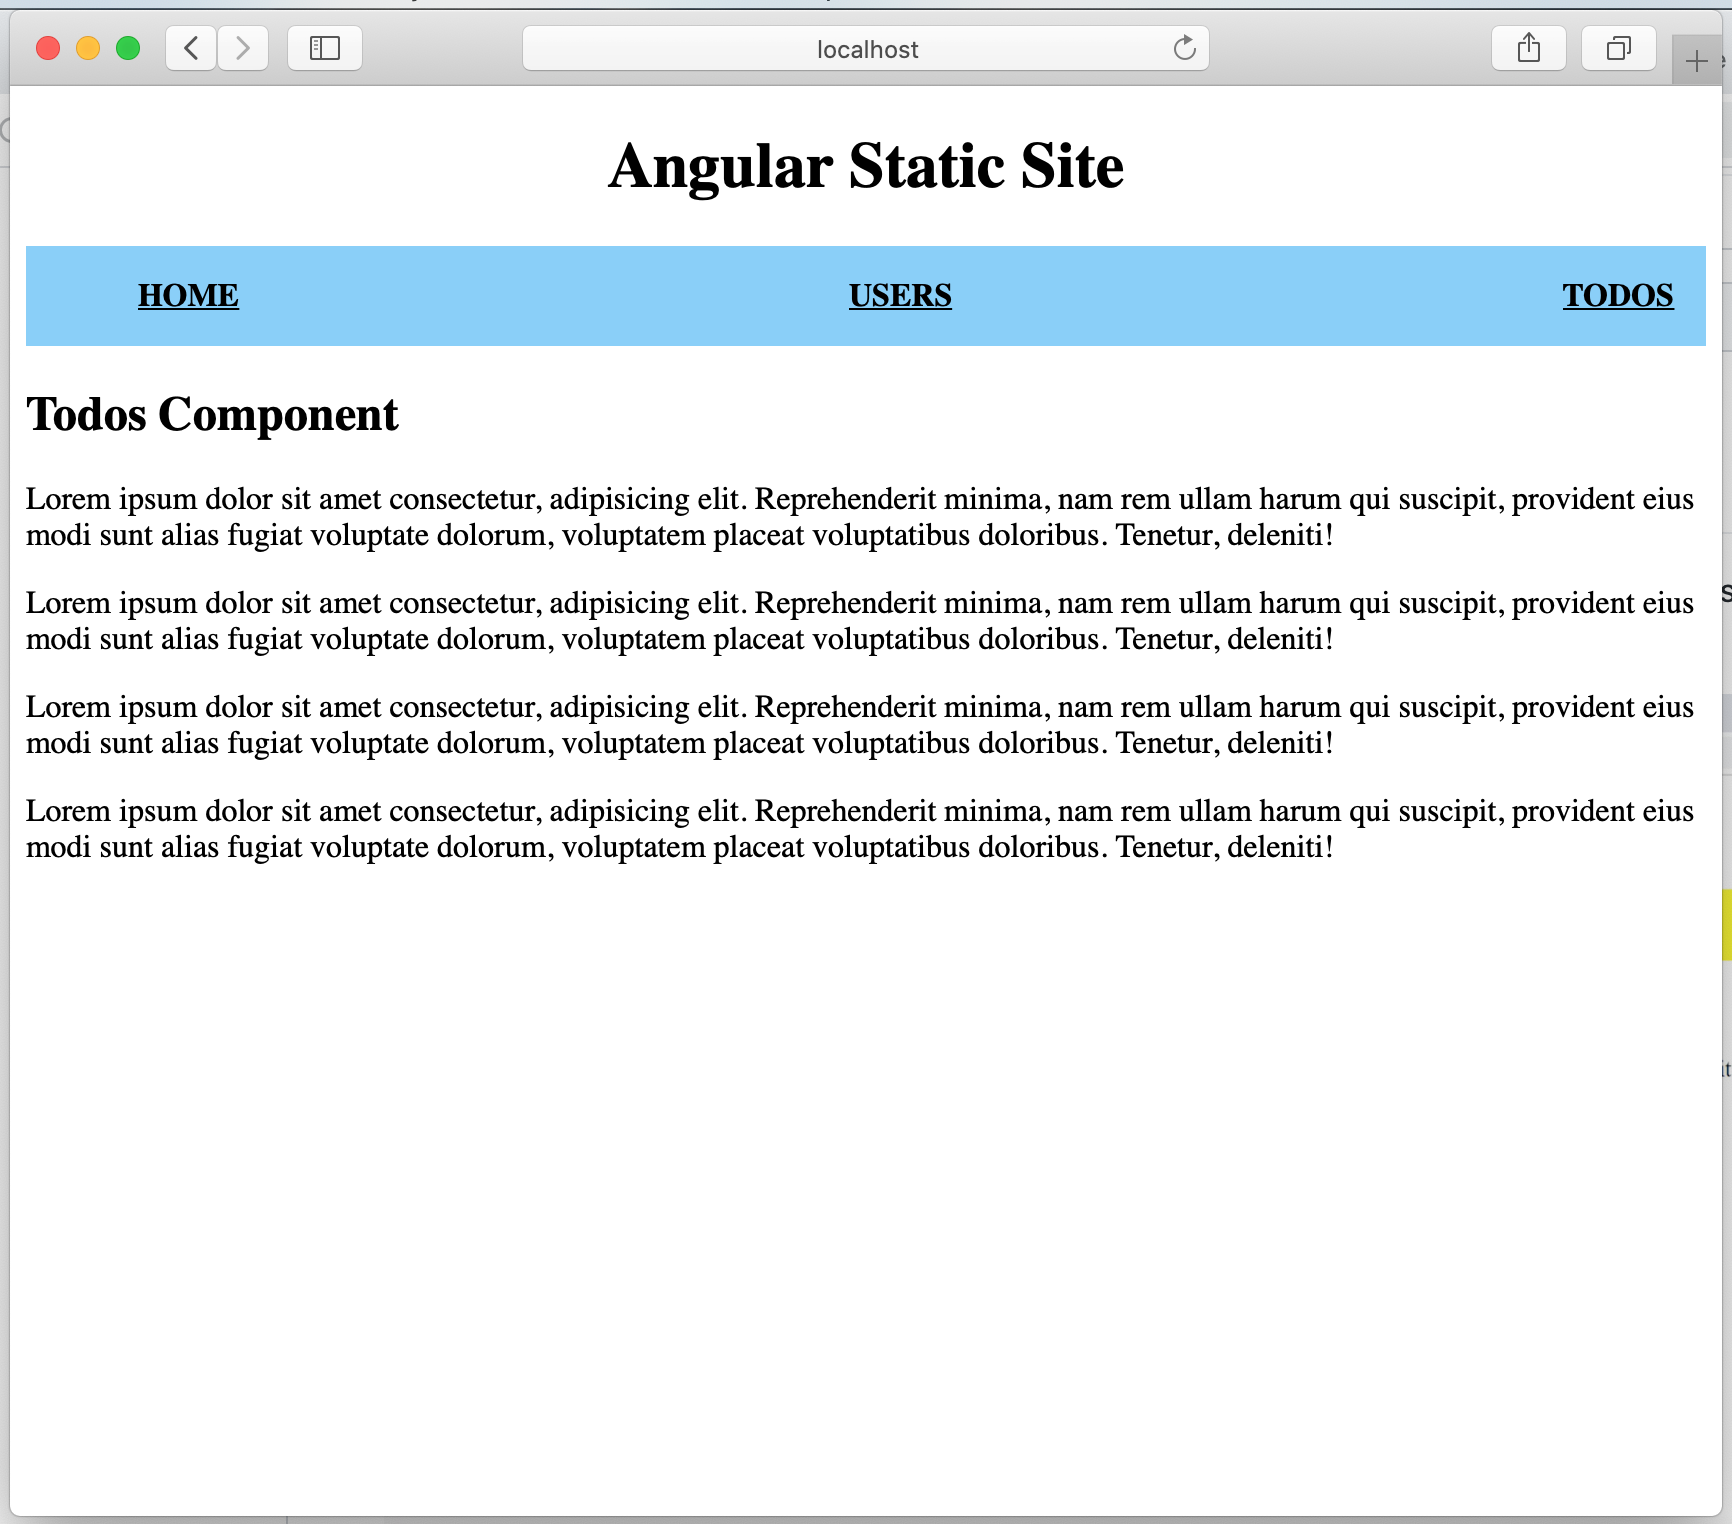 localhost
Angular Static Site
HOME
USERS
TODOS
Todos Component
Lorem ipsum dolor sit amet consectetur, adipisicing elit. Reprehenderit minima, nam rem ullam harum qui suscipit, provident eius
modi sunt alias fugiat voluptate dolorum, voluptatem placeat voluptatibus doloribus. Tenetur, deleniti!
Lorem ipsum dolor sit amet consectetur, adipisicing elit. Reprehenderit minima, nam rem ullam harum qui suscipit, provident eius
modi sunt alias fugiat voluptate dolorum, voluptatem placeat voluptatibus doloribus. Tenetur, deleniti!
Lorem ipsum dolor sit amet consectetur, adipisicing elit. Reprehenderit minima, nam rem ullam harum qui suscipit, provident eius
modi sunt alias fugiat voluptate dolorum, voluptatem placeat voluptatibus doloribus. Tenetur, deleniti!
Lorem ipsum dolor sit amet consectetur, adipisicing elit. Reprehenderit minima, nam rem ullam harum qui suscipit, provident eius
modi sunt alias fugiat voluptate dolorum, voluptatem placeat voluptatibus doloribus. Tenetur, deleniti!